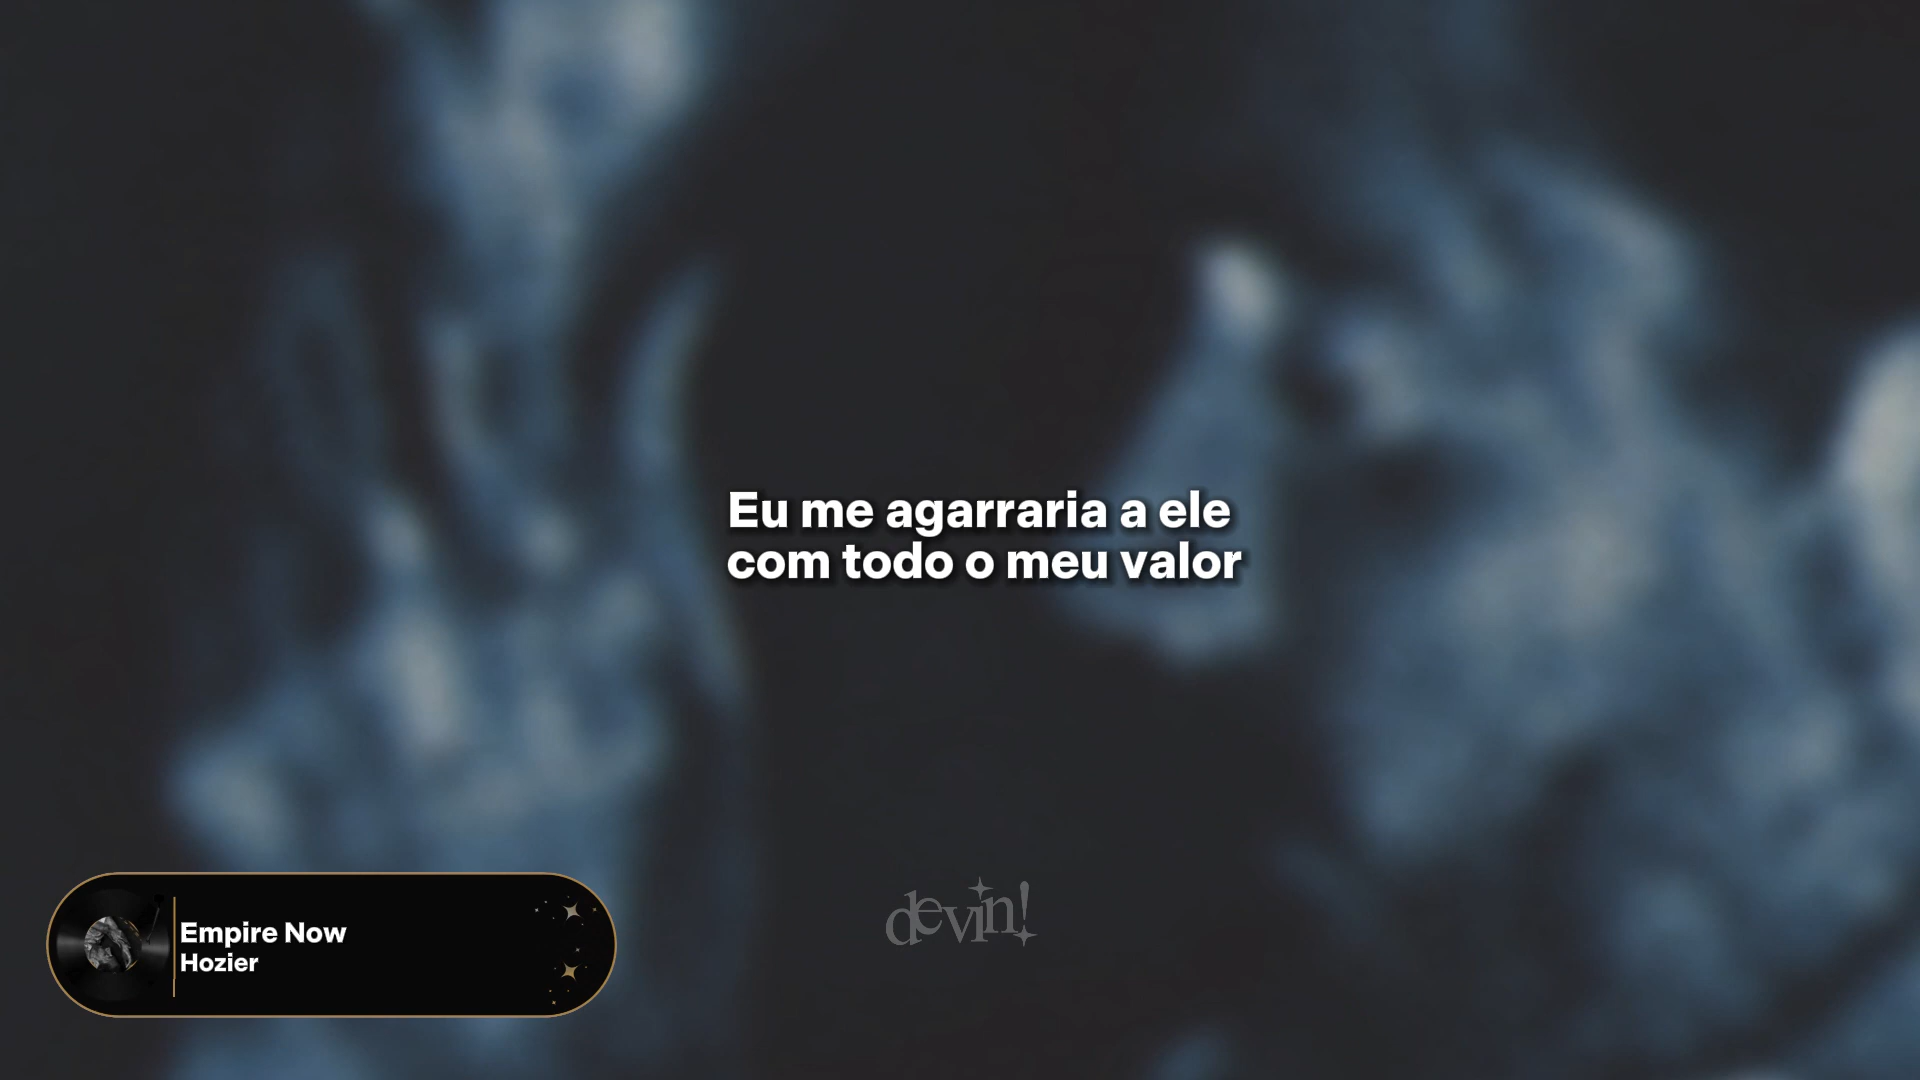 Eu me agarraria a ele
com todo o meu valor
Empire Now
Hozier
devin!